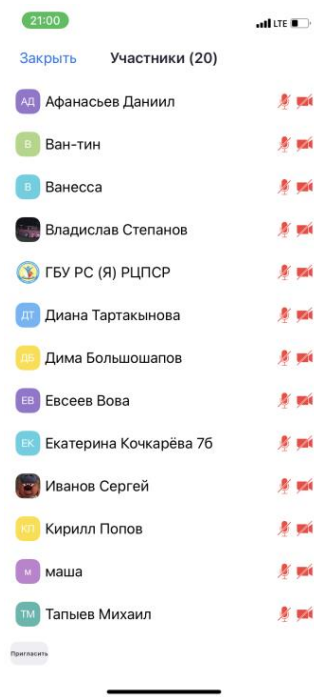 21:00
LTE
Закрыть Участники (20)
АД Афанасьев Даниил
В Ван-тин
В Ванесса
Владислав Степанов
ГБУ РС (Я) РЦПСР
ДТ Диана Тартакынова
ДБ Дима Большошапов
ЕВ Евсеев Вова
ЕК Екатерина Кочкарёва 7б
Иванов Сергей
КП Кирилл Попов
м маша
ТМ Тапыев Михаил
Пригласить